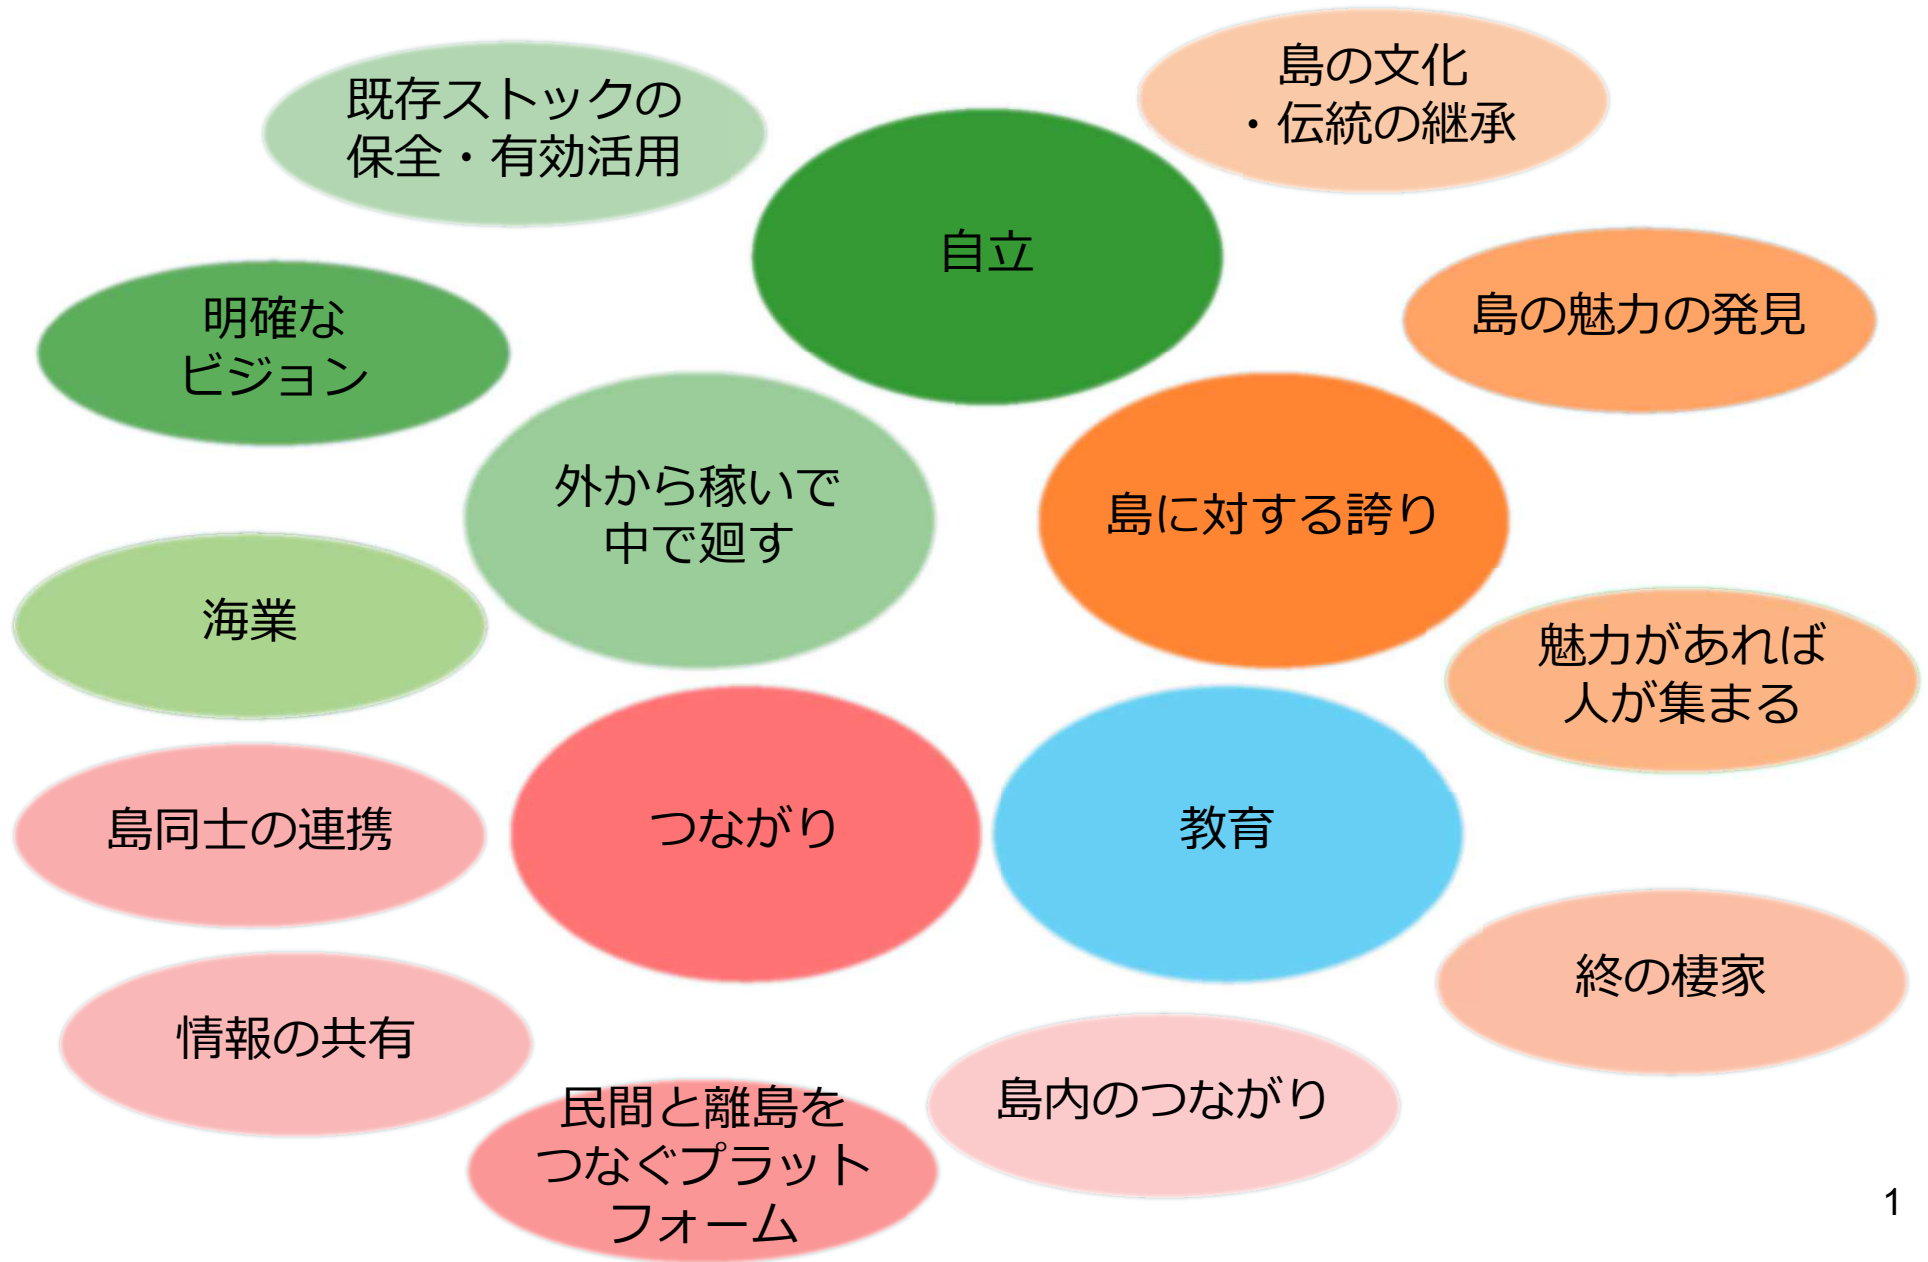 既存ストックの
保全・有効活用
島の文化
・伝統の継承
自立
明確な
ビジョン
島の魅力の発見
外から稼いで
中で廻す
島に対する誇り
海業
魅力があれば
人が集まる
島同士の連携
つながり
教育
終の棲家
情報の共有
民間と離島を
つなぐプラット
フォーム
島内のつながり
1